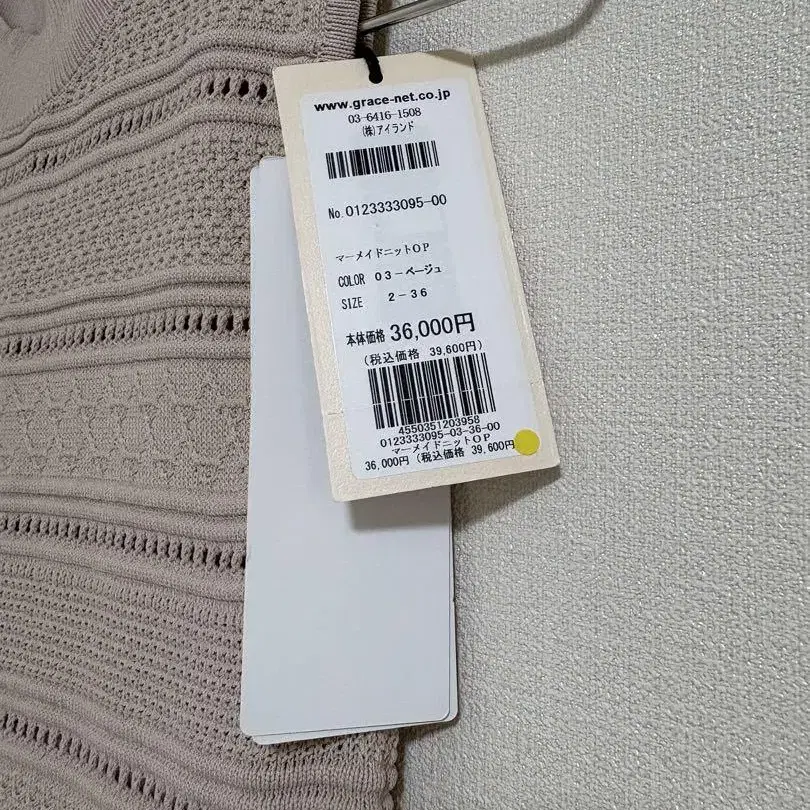 www.grace-net.co.jp
03-6416-1508
(株)アイランド
No.0123333095-00
マーメイドニットOP
COLOR 03-ベージュ
SIZE 2-36
本体価格 36,000円
(税込価格 39,600円)
4550351203958
0123333095-03-36-00
マーメイドニットOP
36,000円 (税込価格 39,600円)